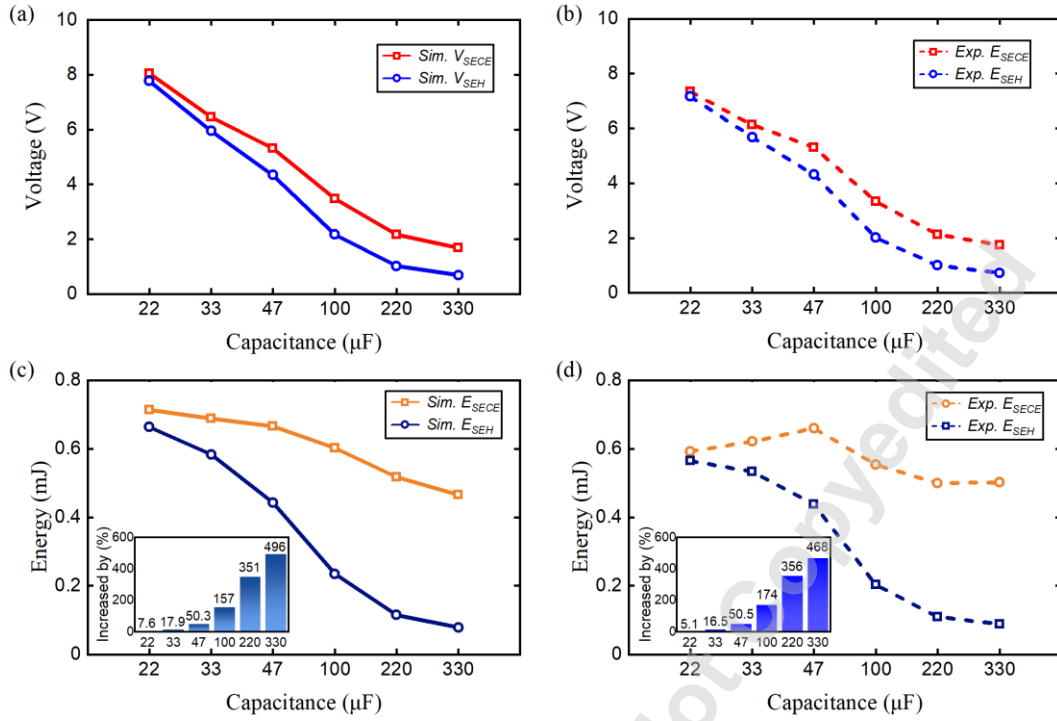 (a)
10
8
6
4
2
0
Voltage (V)
Sim. V_SECE
Sim. V_SEH
22 33 47 100 220 330
Capacitance (μF)
(b)
10
8
6
4
2
0
Voltage (V)
Exp. E_SECE
Exp. E_SEH
22 33 47 100 220 330
Capacitance (μF)
(c)
0.8
0.6
0.4
0.2
0
Energy (mJ)
Sim. E_SECE
Sim. E_SEH
600
400
200
0
Increased by (%)
7.6 17.9 50.3 157 351 496
22 33 47 100 220 330
22 33 47 100 220 330
Capacitance (μF)
(d)
0.8
0.6
0.4
0.2
0
Energy (mJ)
Exp. E_SECE
Exp. E_SEH
600
400
200
0
Increased by (%)
5.1 16.5 50.5 174 356 468
22 33 47 100 220 330
22 33 47 100 220 330
Capacitance (μF)
ot Copyedited